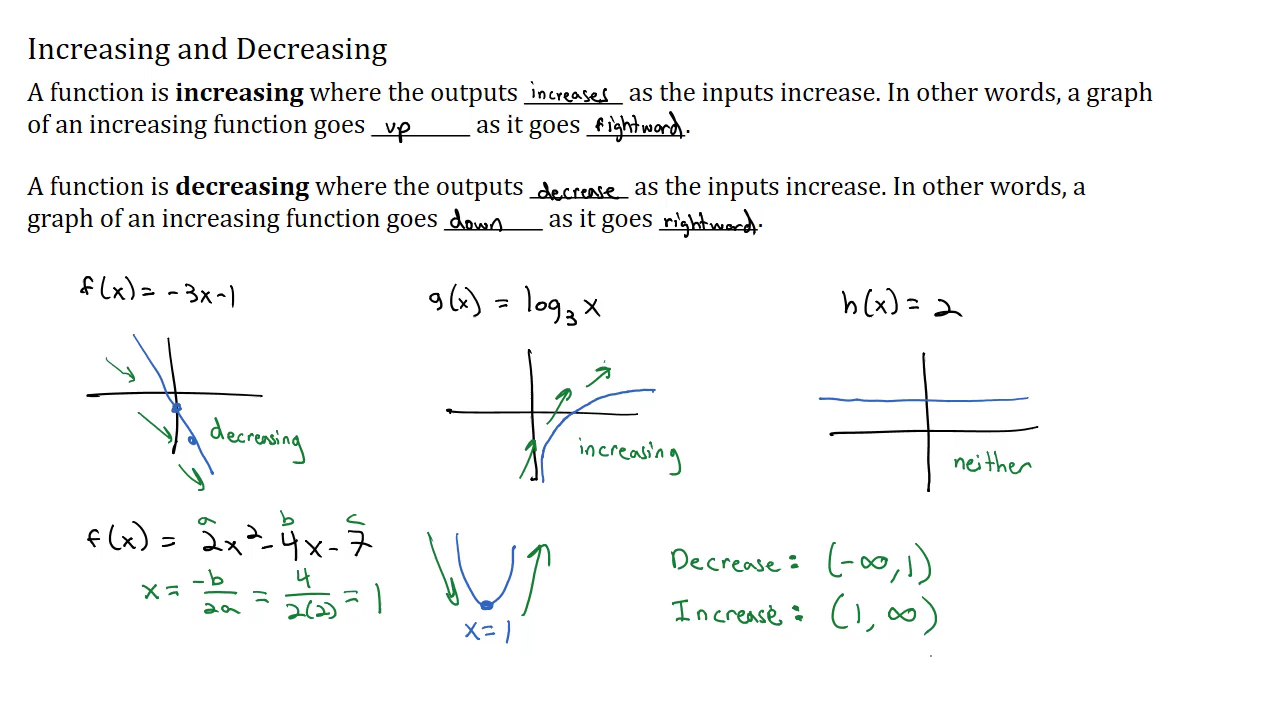 Increasing and Decreasing
A function is increasing where the outputs increases as the inputs increase. In other words, a graph
of an increasing function goes up as it goes rightward.
A function is decreasing where the outputs decrease as the inputs increase. In other words, a
graph of an increasing function goes down as it goes rightward.
f(x) = -3x-1
g(x) = log₃ x
h(x) = 2
decreasing
increasing
neither
a b c
f(x) = 2x² - 4x - 7
x = -b/2a = 4/2(2) = 1
x = 1
Decrease: (-∞, 1)
Increase: (1, ∞)